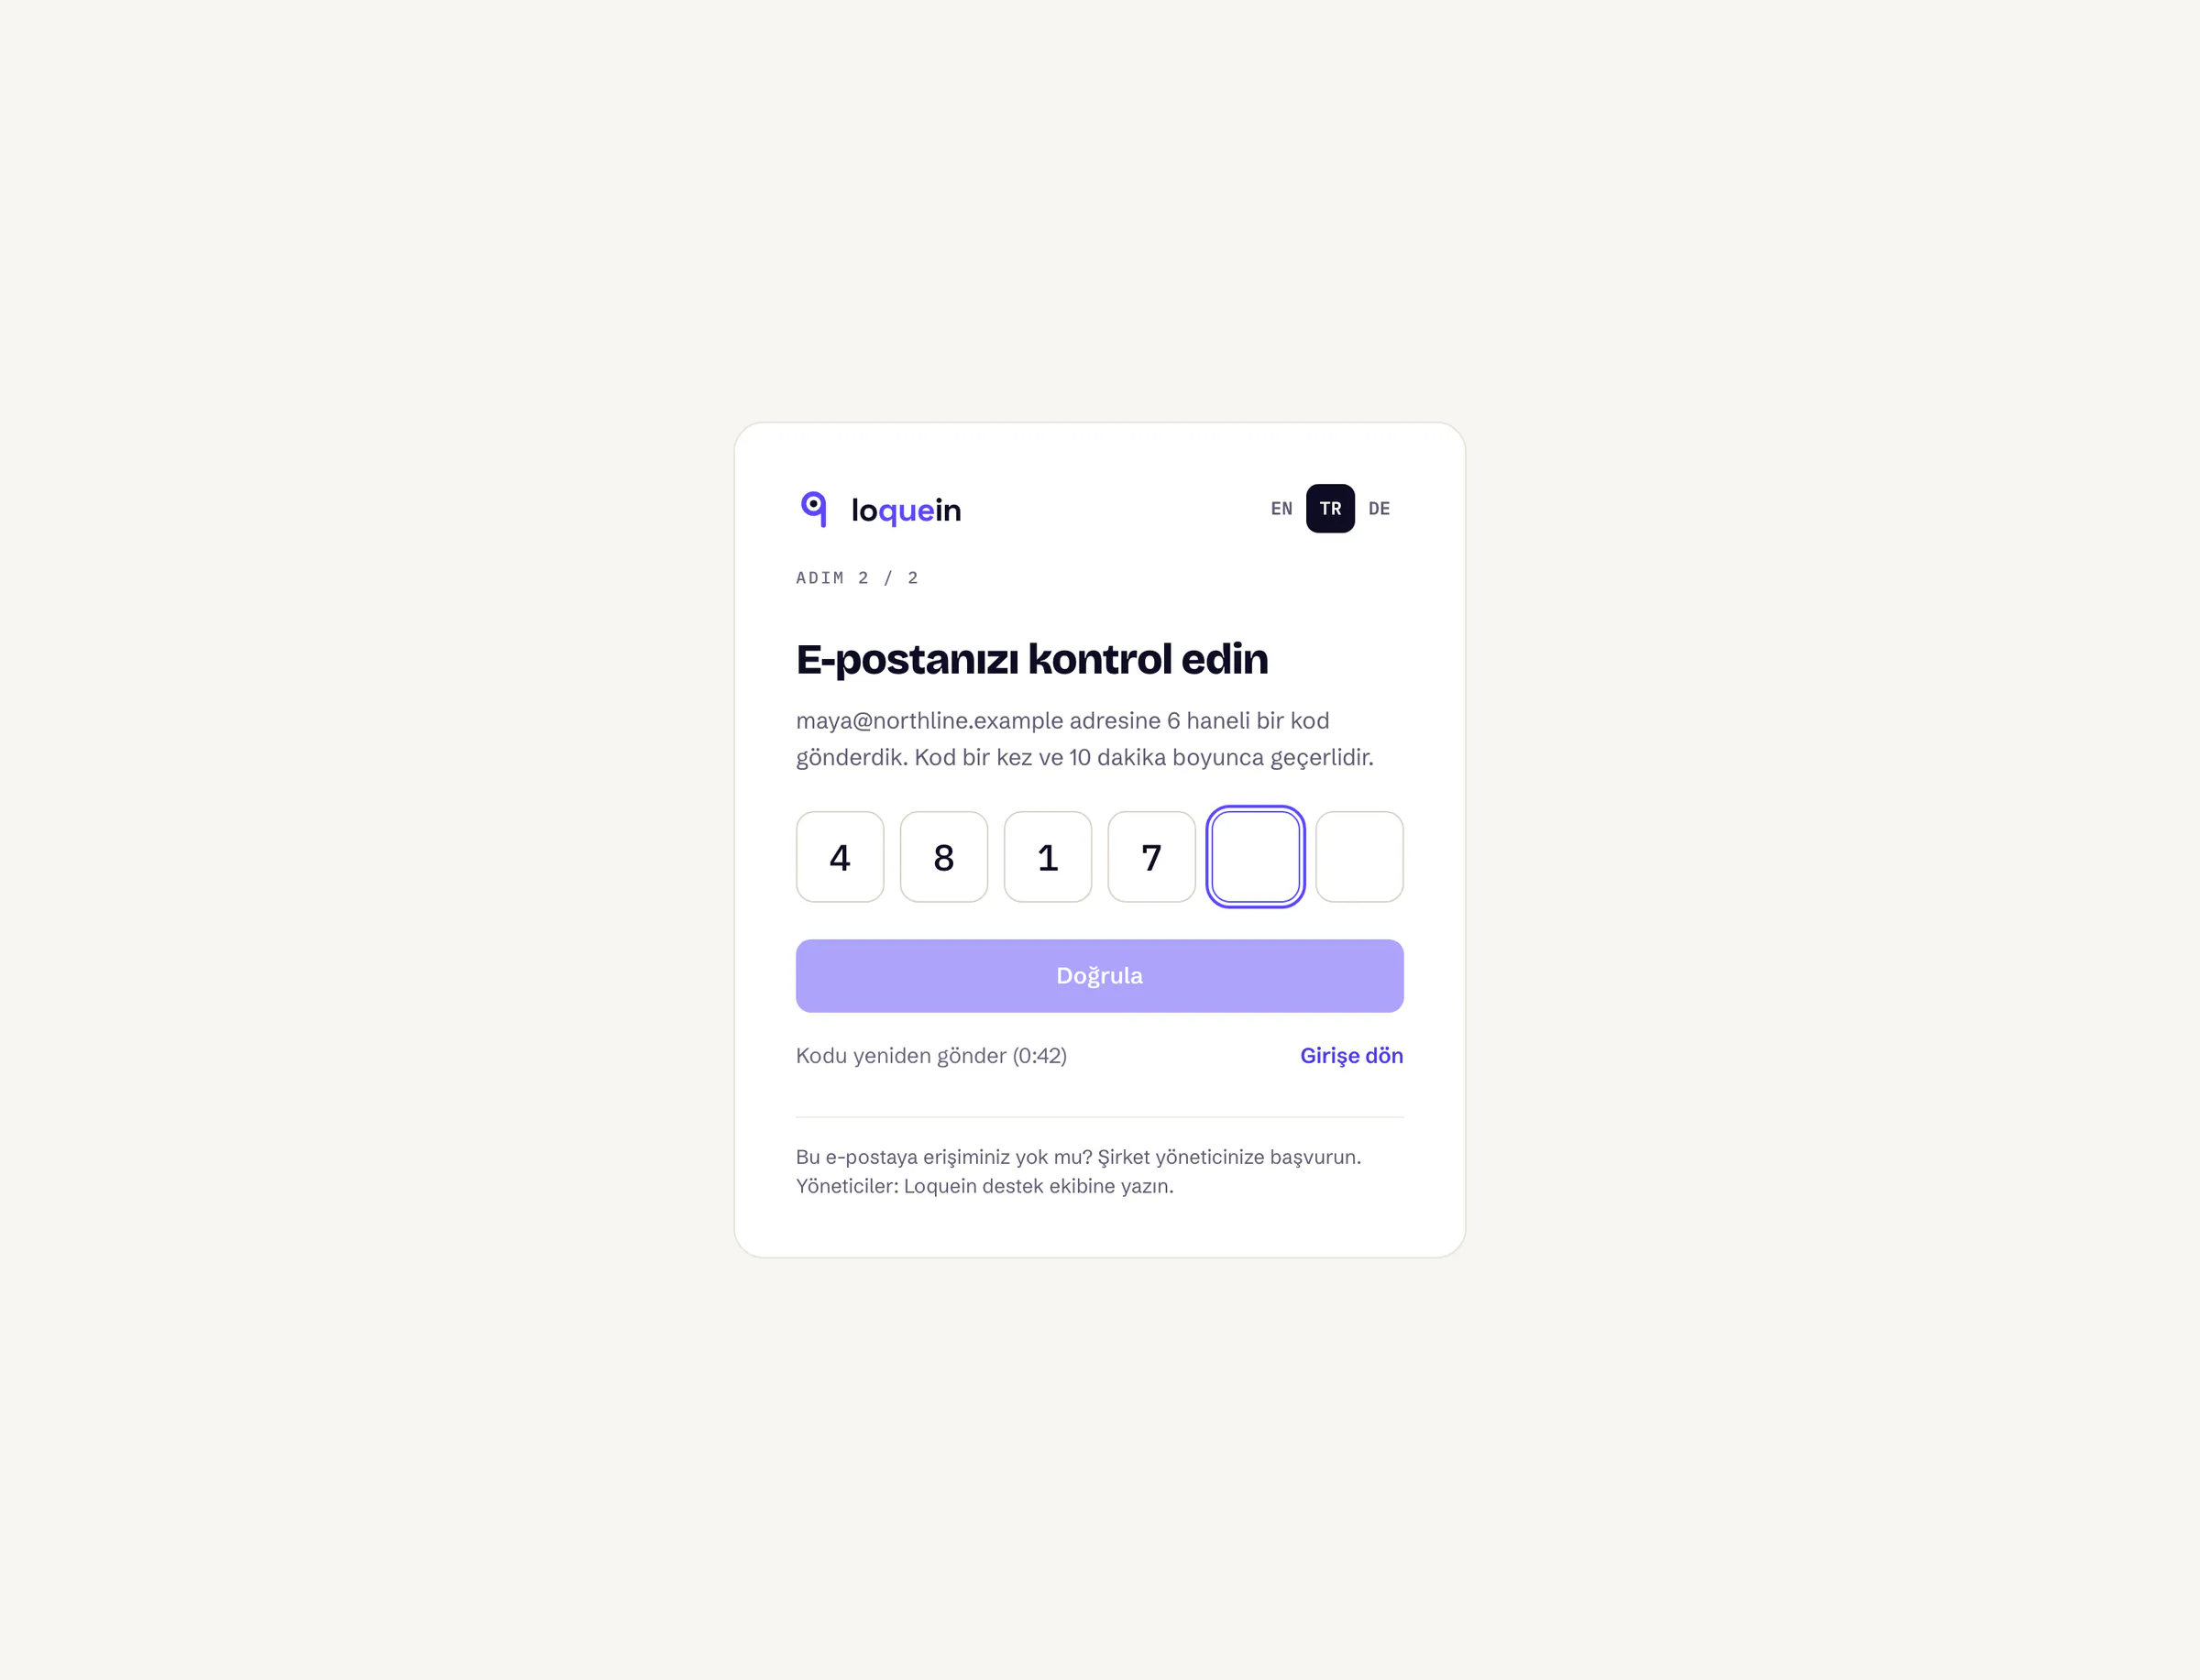 loquein
EN TR DE
ADIM 2 / 2
E-postanızı kontrol edin
maya@northline.example adresine 6 haneli bir kod
gönderdik. Kod bir kez ve 10 dakika boyunca geçerlidir.
4 8 1 7
Doğrula
Kodu yeniden gönder (0:42) Girişe dön
Bu e-postaya erişiminiz yok mu? Şirket yöneticinize başvurun.
Yöneticiler: Loquein destek ekibine yazın.